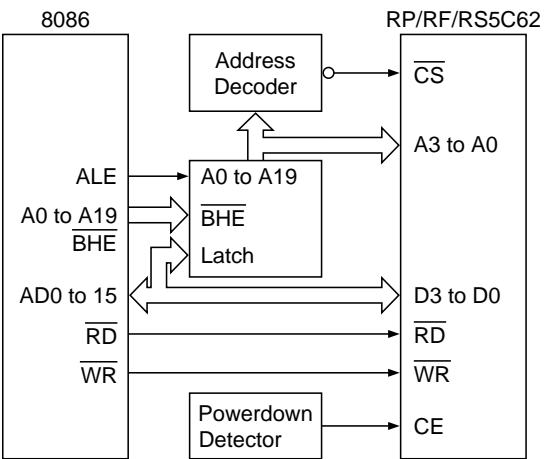 8086
RP/RF/RS5C62
Address
Decoder
CS
A3 to A0
ALE
A0 to A19
A0 to A19
BHE
BHE
Latch
AD0 to 15
D3 to D0
RD
RD
WR
WR
Powerdown
Detector
CE